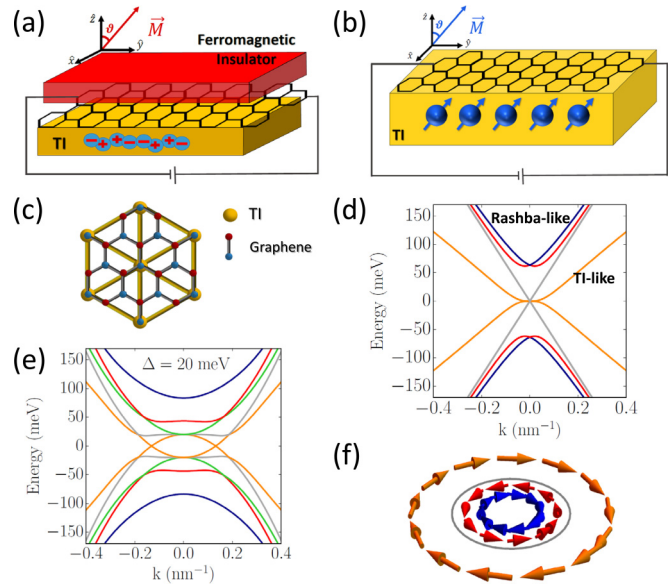 (a)
ẑ
ϑ
M⃗
x̂
ŷ
Ferromagnetic
Insulator
TI
− + + − − + + −
(b)
ẑ
ϑ
M⃗
x̂
ŷ
TI
(c)
TI
Graphene
(d)
150
100
50
0
−50
−100
−150
Energy (meV)
Rashba-like
TI-like
−0.4 −0.2 0.0 0.2 0.4
k (nm⁻¹)
(e)
Δ = 20 meV
150
100
50
0
−50
−100
−150
Energy (meV)
−0.4 −0.2 0.0 0.2 0.4
k (nm⁻¹)
(f)